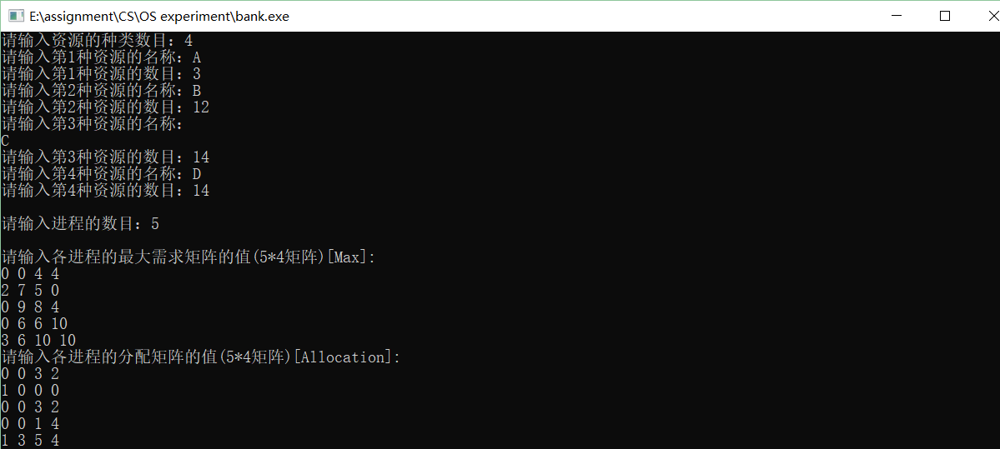 E:\assignment\CS\OS experiment\bank.exe
请输入资源的种类数目：4
请输入第1种资源的名称：A
请输入第1种资源的数目：3
请输入第2种资源的名称：B
请输入第2种资源的数目：12
请输入第3种资源的名称：
C
请输入第3种资源的数目：14
请输入第4种资源的名称：D
请输入第4种资源的数目：14
请输入进程的数目：5
请输入各进程的最大需求矩阵的值(5*4矩阵)[Max]:
0 0 4 4
2 7 5 0
0 9 8 4
0 6 6 10
3 6 10 10
请输入各进程的分配矩阵的值(5*4矩阵)[Allocation]:
0 0 3 2
1 0 0 0
0 0 3 2
0 0 1 4
1 3 5 4